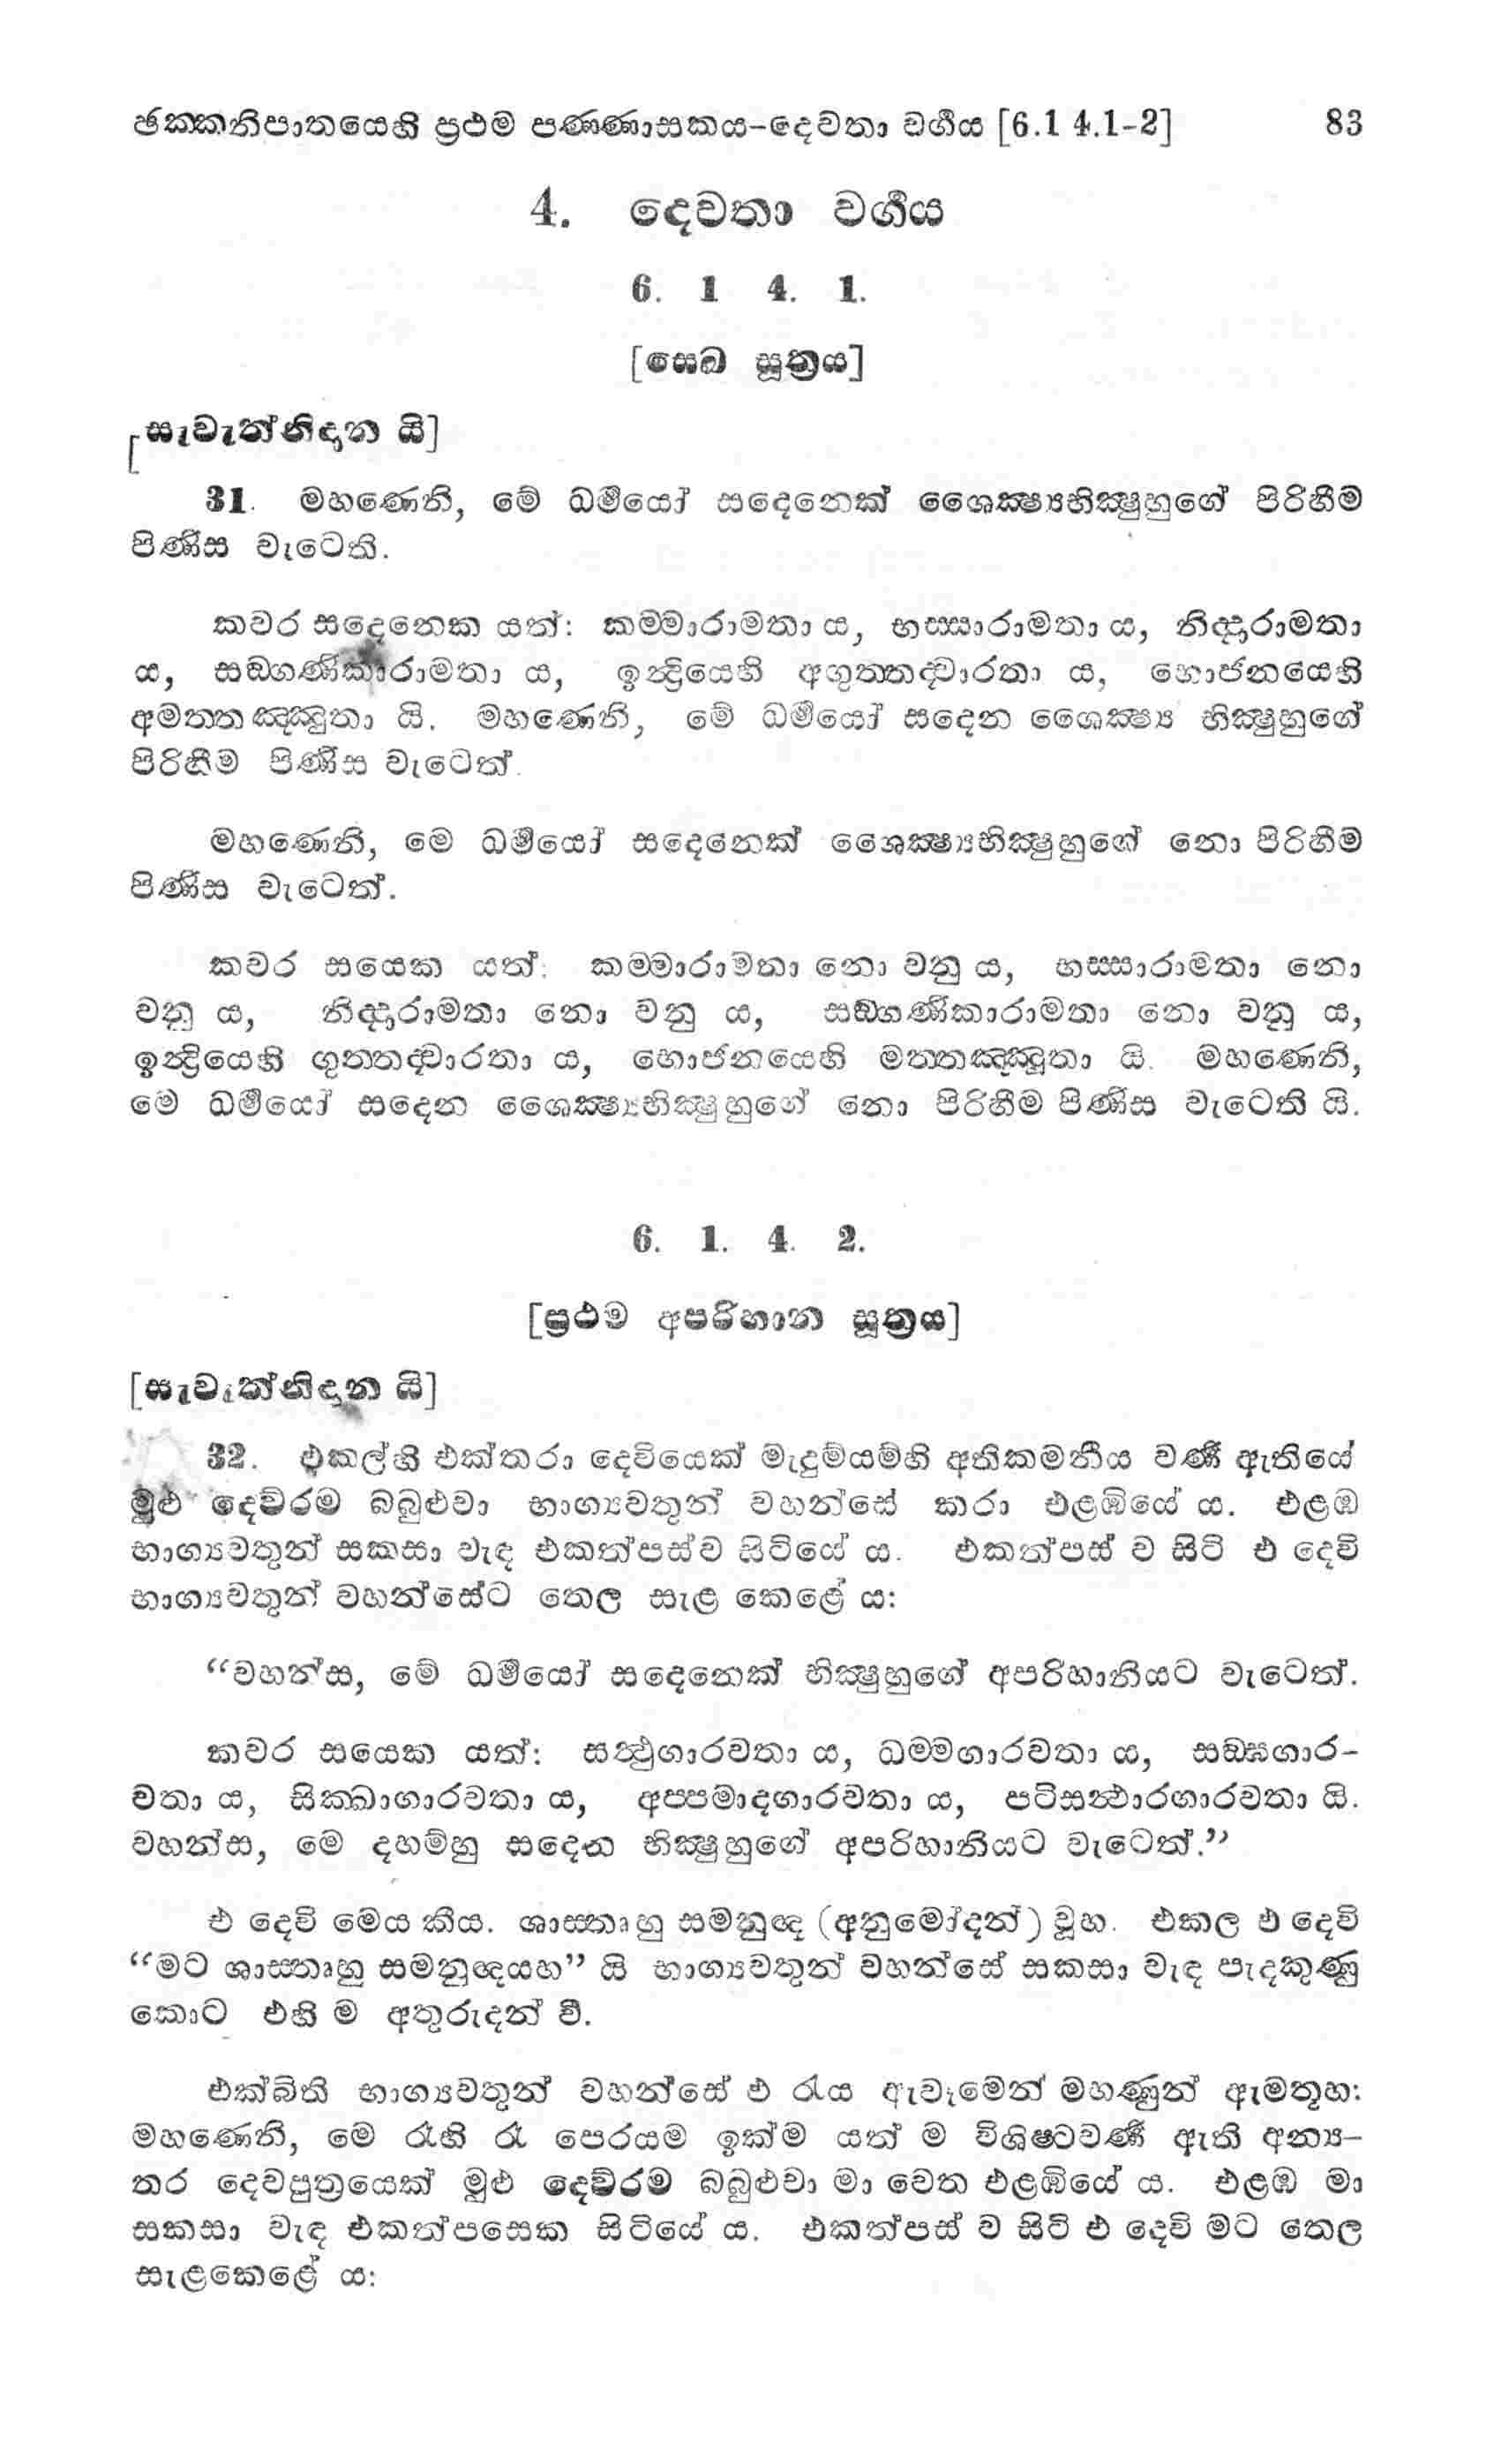 ඡක්කනිපාතයෙහි ප්‍රථම පණ්ණාසකය-දෙවතා වර්‍ගය [6.1 4.1-2] 83
4. දෙවතා වර්‍ගය
6. 1 4. 1.
[සෙඛ සූත්‍රය]
[සැවැත්නිදාන යි]
31. මහණෙනි, මේ ධර්‍මයෝ සදෙනෙක් ශෛක්‍ෂ්‍යභික්‍ෂුහුගේ පිරිහීම
පිණිස වැටෙති.
කවර සදෙනෙක යත්: කම්මාරාමතා ය, භස්සාරාමතා ය, නිද්දාරාමතා
ය, සඞ්ගණිකාරාමතා ය, ඉන්‍ද්‍රියෙහි අගුත්තද්වාරතා ය, භොජනයෙහි
අමත්තඤ්ඤුතා යි. මහණෙනි, මේ ධර්‍මයෝ සදෙන ශෛක්‍ෂ්‍ය භික්‍ෂුහුගේ
පිරිහීම පිණිස වැටෙත්.
මහණෙනි, මෙ ධර්‍මයෝ සදෙනෙක් ශෛක්‍ෂ්‍යභික්‍ෂුහුගේ නො පිරිහීම
පිණිස වැටෙත්.
කවර සයෙක යත්: කම්මාරාමතා නො වනු ය, භස්සාරාමතා නො
වනු ය, නිද්දාරාමතා නො වනු ය, සඞ්ගණිකාරාමතා නො වනු ය,
ඉන්‍ද්‍රියෙහි ගුත්තද්වාරතා ය, භොජනයෙහි මත්තඤ්ඤුතා යි. මහණෙනි,
මේ ධර්‍මයෝ සදෙන ශෛක්‍ෂ්‍යභික්‍ෂුහුගේ නො පිරිහීම පිණිස වැටෙති යි.
6. 1. 4. 2.
[ප්‍රථම අපරිහාන සූත්‍රය]
[සැවැත්නිදාන යි]
32. එකල්හි එක්තරා දෙවියෙක් මැදුම්යම්හි අතිකමනීය වර්‍ණ ඇතියේ
මුළු දෙව්රම බබුළුවා භාග්‍යවතුන් වහන්සේ කරා එළඹියේ ය. එළඹ
භාග්‍යවතුන් සකසා වැඳ එකත්පස්ව සිටියේ ය. එකත්පස් ව සිටි එ දෙවි
භාග්‍යවතුන් වහන්සේට තෙල සැළ කෙළේ ය:
“වහන්ස, මේ ධර්‍මයෝ සදෙනෙක් භික්‍ෂුහුගේ අපරිහානියට වැටෙත්.
කවර සයෙක යත්: සත්‍ථුගාරවතා ය, ධම්මගාරවතා ය, සඞ්ඝගාර-
වතා ය, සික්ඛාගාරවතා ය, අප්පමාදගාරවතා ය, පටිසන්‍ථාරගාරවතා යි.
වහන්ස, මෙ දහම්හු සදෙන භික්‍ෂුහුගේ අපරිහානියට වැටෙත්.”
එ දෙවි මෙය කීය. ශාස්තෘහු සමනුඥ (අනුමෝදන්) වූහ. එකල ඵ දෙවි
“මට ශාස්තෘහු සමනුඥයහ” යි භාග්‍යවතුන් වහන්සේ සකසා වැඳ පැදකුණු
කොට එහි ම අතුරුදන් වී.
එක්බිති භාග්‍යවතුන් වහන්සේ ඵ රැය ඇවෑමෙන් මහණුන් ඇමතූහ:
මහණෙනි, මෙ රැහි රෑ පෙරයම ඉක්ම යත් ම විශිෂ්ටවර්‍ණ ඇති අන්‍ය-
තර දෙවපුත්‍රයෙක් මුළු දෙව්රම බබුළුවා මා වෙත එළඹියේ ය. එළඹ මා
සකසා වැඳ එකත්පසෙක සිටියේ ය. එකත්පස් ව සිටි එ දෙවි මට තෙල
සැළකෙළේ ය: